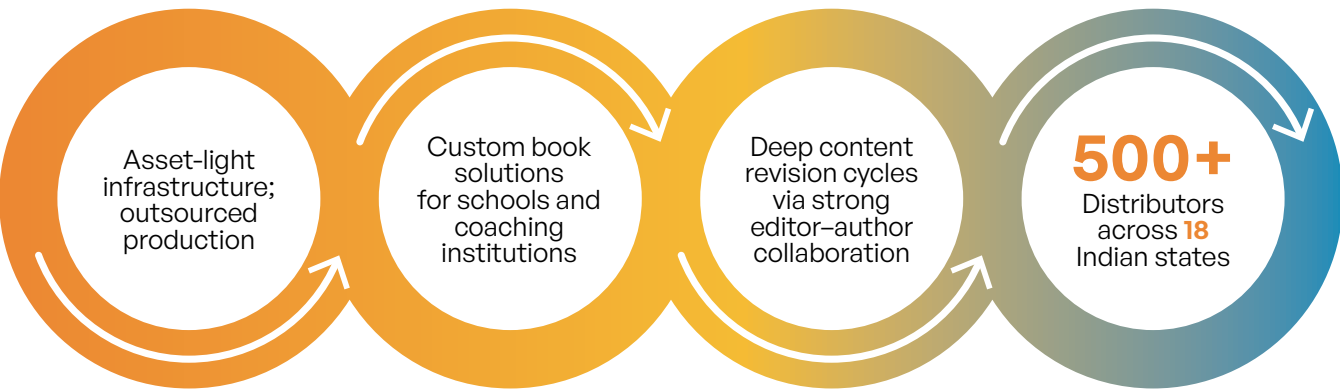 Asset-light
infrastructure;
outsourced
production
Custom book
solutions
for schools and
coaching
institutions
Deep content
revision cycles
via strong
editor–author
collaboration
500+
Distributors
across 18
Indian states